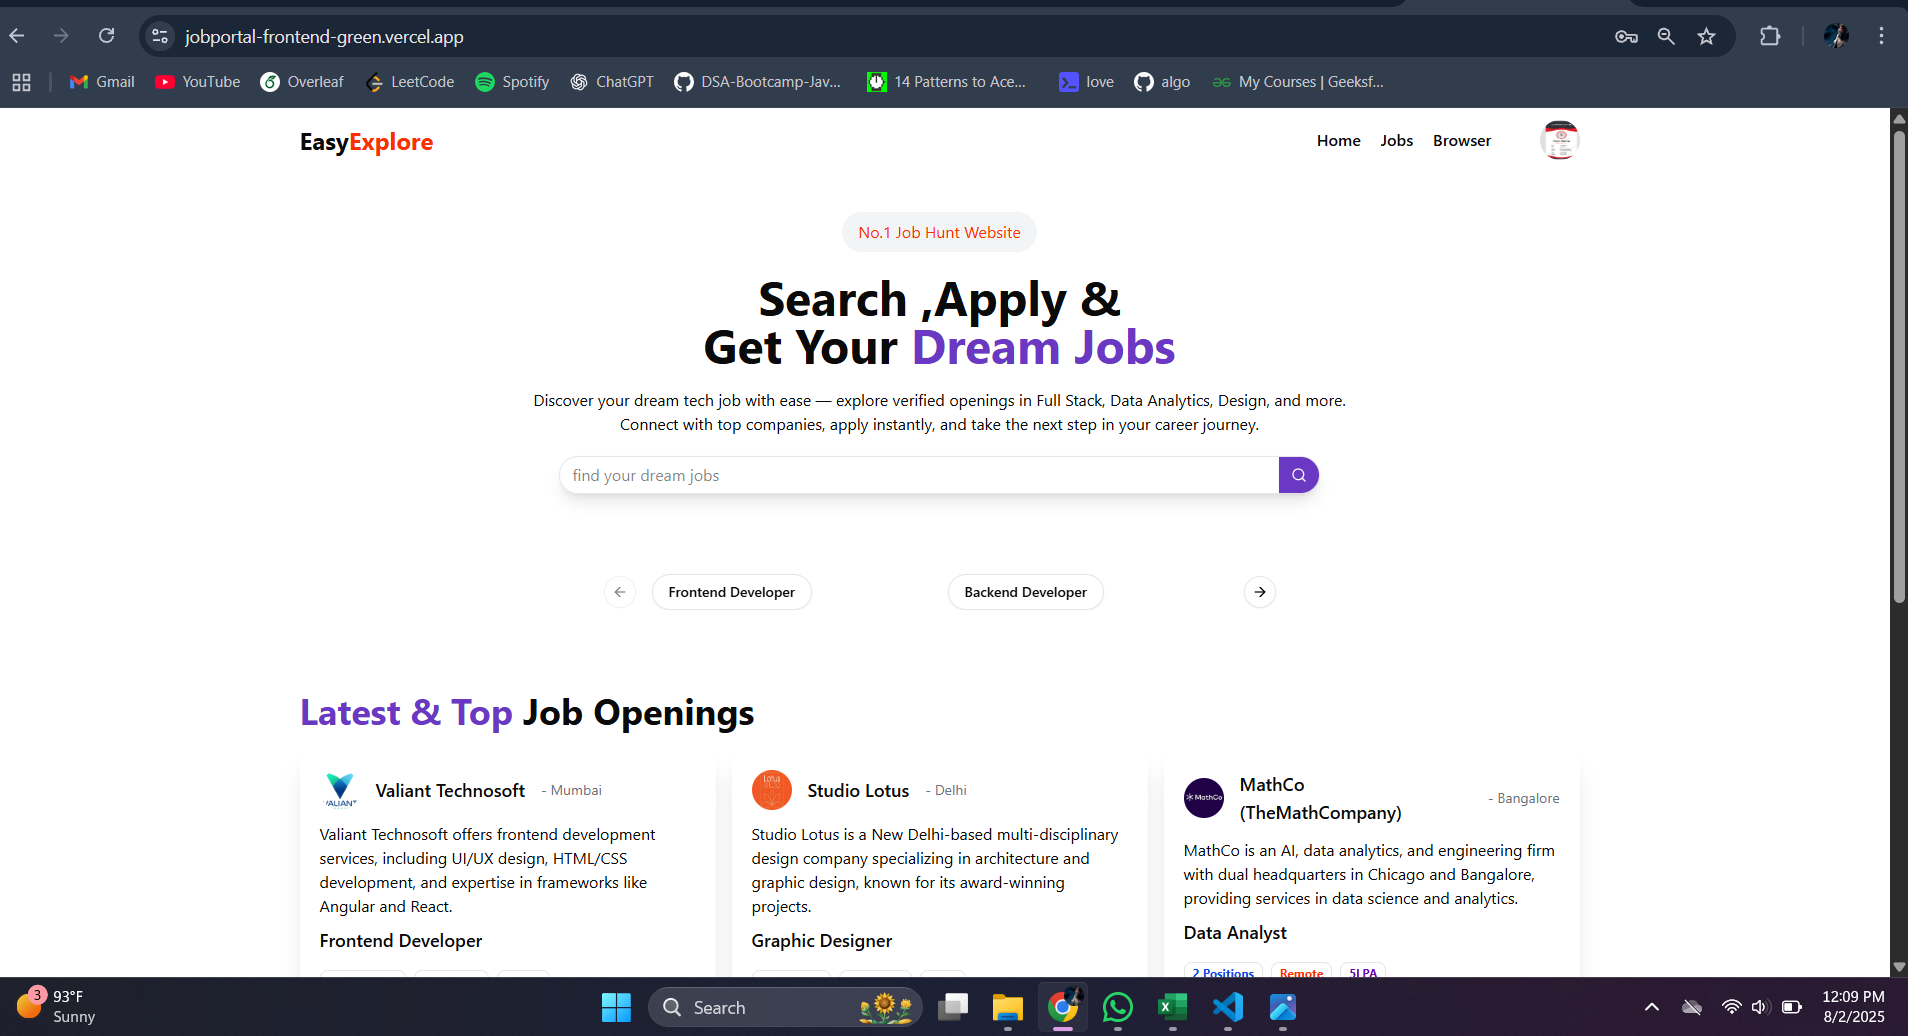 jobportal-frontend-green.vercel.app
Gmail YouTube Overleaf LeetCode Spotify ChatGPT DSA-Bootcamp-Jav... 14 Patterns to Ace... love algo My Courses | Geeksf...
EasyExplore Home Jobs Browser
No.1 Job Hunt Website
Search ,Apply &
Get Your Dream Jobs
Discover your dream tech job with ease — explore verified openings in Full Stack, Data Analytics, Design, and more.
Connect with top companies, apply instantly, and take the next step in your career journey.
find your dream jobs
Frontend Developer Backend Developer
Latest & Top Job Openings
VALIANT
Valiant Technosoft - Mumbai
Valiant Technosoft offers frontend development
services, including UI/UX design, HTML/CSS
development, and expertise in frameworks like
Angular and React.
Frontend Developer
Studio Lotus - Delhi
Studio Lotus is a New Delhi-based multi-disciplinary
design company specializing in architecture and
graphic design, known for its award-winning
projects.
Graphic Designer
MathCo
MathCo
(TheMathCompany)
- Bangalore
MathCo is an AI, data analytics, and engineering firm
with dual headquarters in Chicago and Bangalore,
providing services in data science and analytics.
Data Analyst
2 Positions Remote 5LPA
3
93°F
Sunny
Search
12:09 PM
8/2/2025